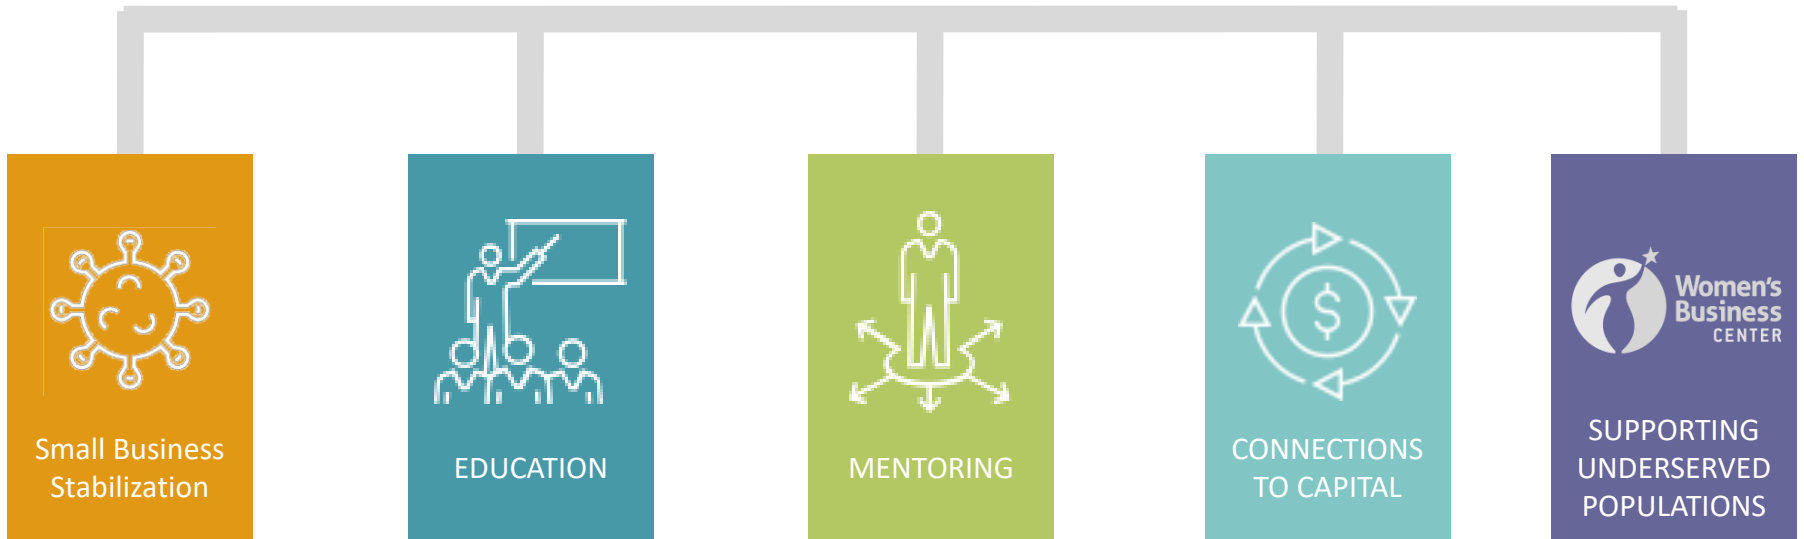 Small Business
Stabilization
EDUCATION
$
MENTORING
CONNECTIONS
TO CAPITAL
Women's
Business
CENTER
SUPPORTING
UNDERSERVED
POPULATIONS